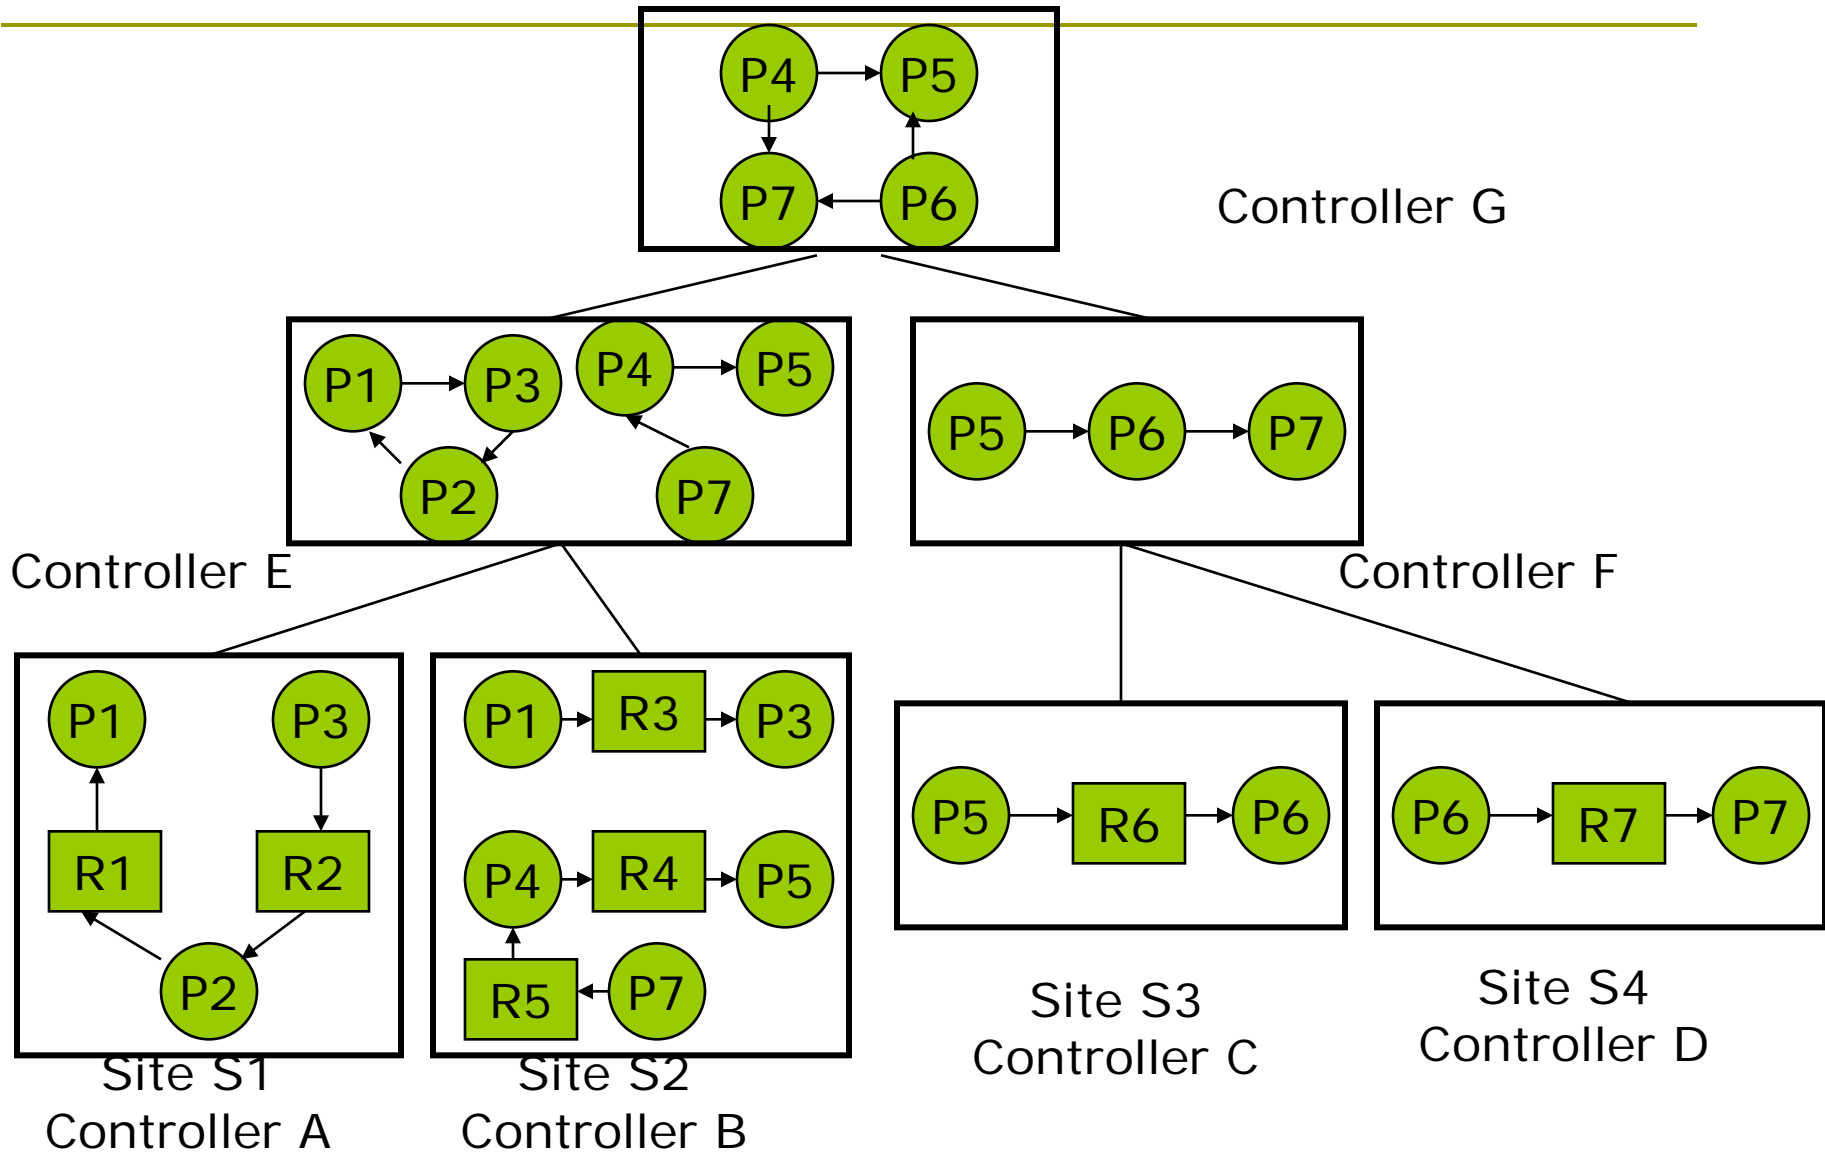 P4 P5
P7 P6
Controller G
P1 P3 P4 P5
P2 P7
P5 P6 P7
Controller E
Controller F
P1 P3
R1 R2
P2
Site S1
Controller A
P1 R3 P3
P4 R4 P5
R5 P7
Site S2
Controller B
P5 R6 P6
Site S3
Controller C
P6 R7 P7
Site S4
Controller D